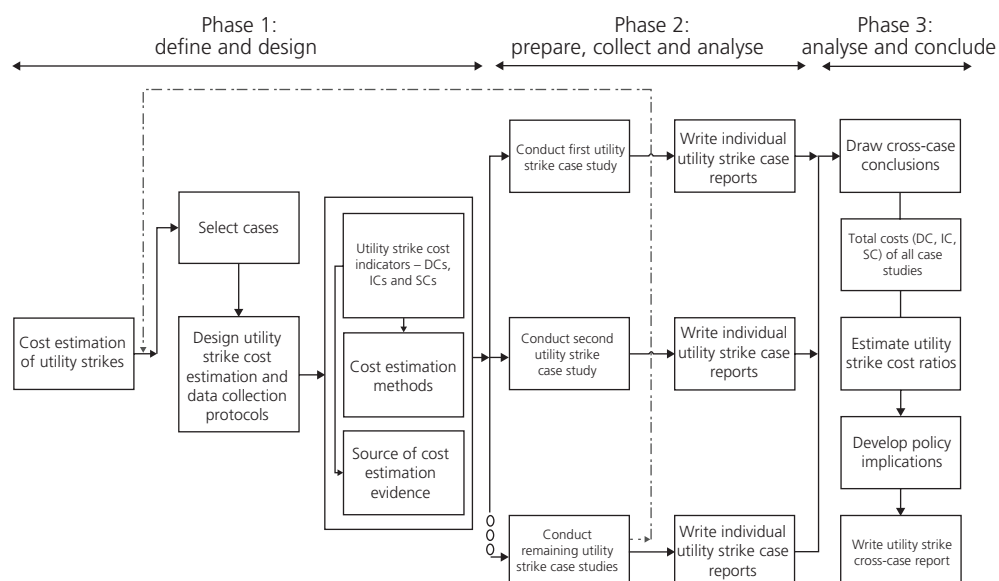 Phase 1:
define and design
Phase 2:
prepare, collect and analyse
Phase 3:
analyse and conclude
Cost estimation
of utility strikes
Select cases
Design utility
strike cost
estimation and
data collection
protocols
Utility strike cost
indicators – DCs,
ICs and SCs
Cost estimation
methods
Source of cost
estimation
evidence
Conduct first utility
strike case study
Write individual
utility strike case
reports
Conduct second
utility strike
case study
Write individual
utility strike case
reports
Conduct
remaining utility
strike case studies
Write individual
utility strike case
reports
Draw cross-case
conclusions
Total costs (DC, IC,
SC) of all case
studies
Estimate utility
strike cost ratios
Develop policy
implications
Write utility strike
cross-case report